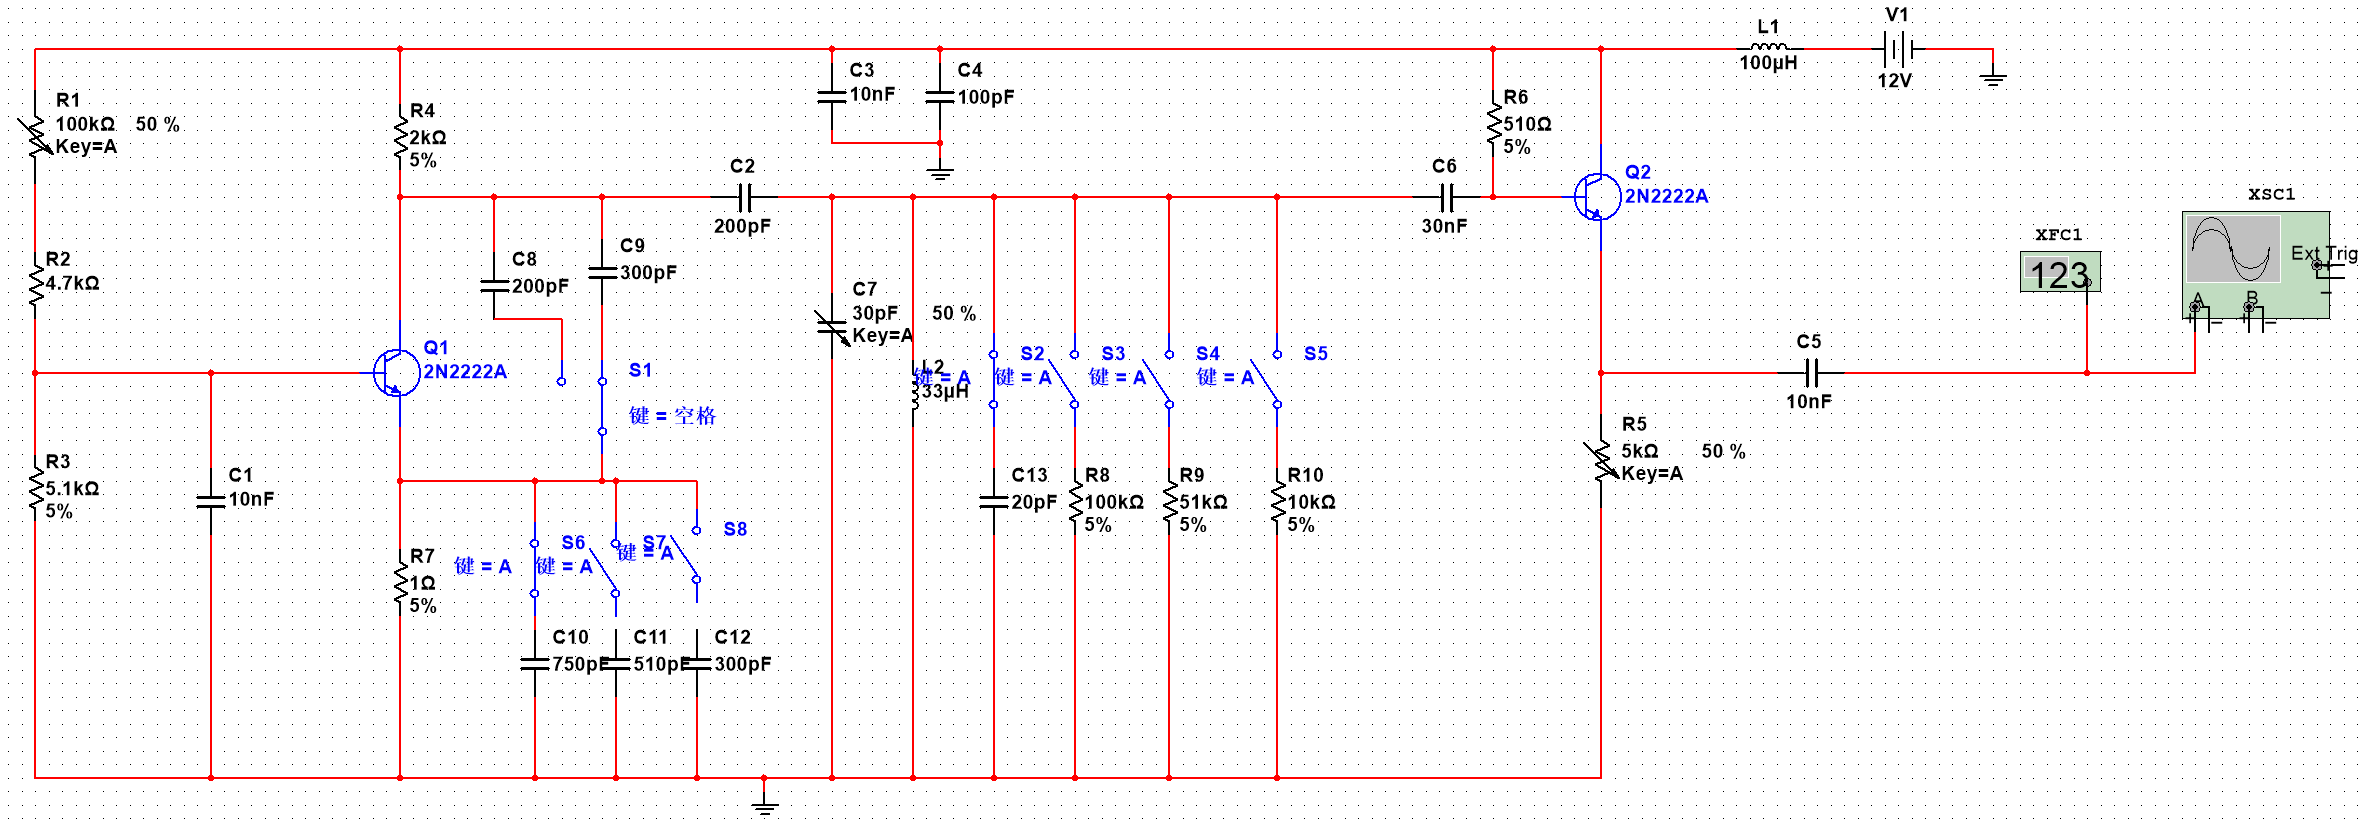 V1
12V
L1
100µH
C3
10nF
C4
100pF
R1
100kΩ 50 %
Key=A
R4
2kΩ
5%
R6
510Ω
5%
C2
200pF
C6
30nF
Q2
2N2222A
XSC1
Ext Trig
A
B
XFC1
123
R2
4.7kΩ
C8
200pF
C9
300pF
C7
30pF 50 %
Key=A
Q1
2N2222A
S1
键 = 空格
L2
33µH
S2
键 = A
S3
键 = A
S4
键 = A
S5
键 = A
C5
10nF
R5
5kΩ 50 %
Key=A
R3
5.1kΩ
5%
C1
10nF
C13
20pF
R8
100kΩ
5%
R9
51kΩ
5%
R10
10kΩ
5%
R7
1Ω
5%
S6
键 = A
S7
键 = A
S8
键 = A
C10
750pF
C11
510pF
C12
300pF